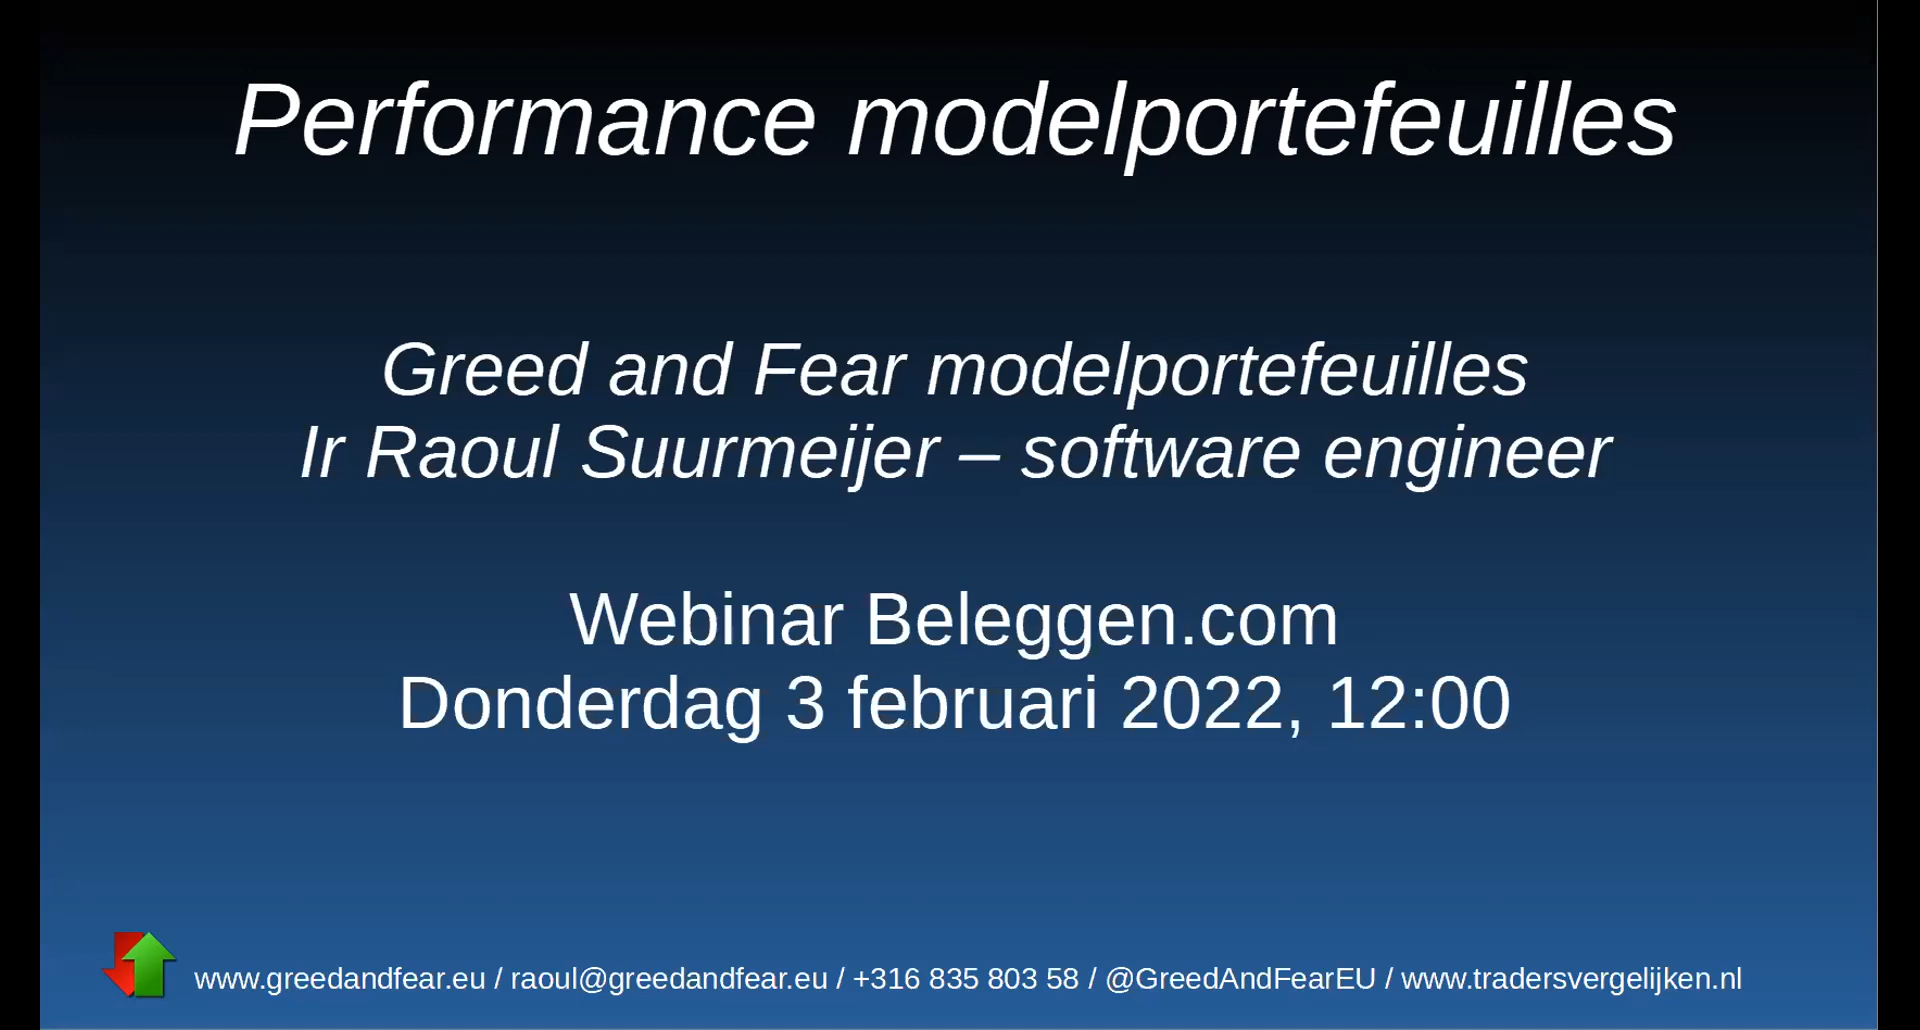 Performance modelportefeuilles
Greed and Fear modelportefeuilles
Ir Raoul Suurmeijer – software engineer
Webinar Beleggen.com
Donderdag 3 februari 2022, 12:00
www.greedandfear.eu / raoul@greedandfear.eu / +316 835 803 58 / @GreedAndFearEU / www.tradersvergelijken.nl